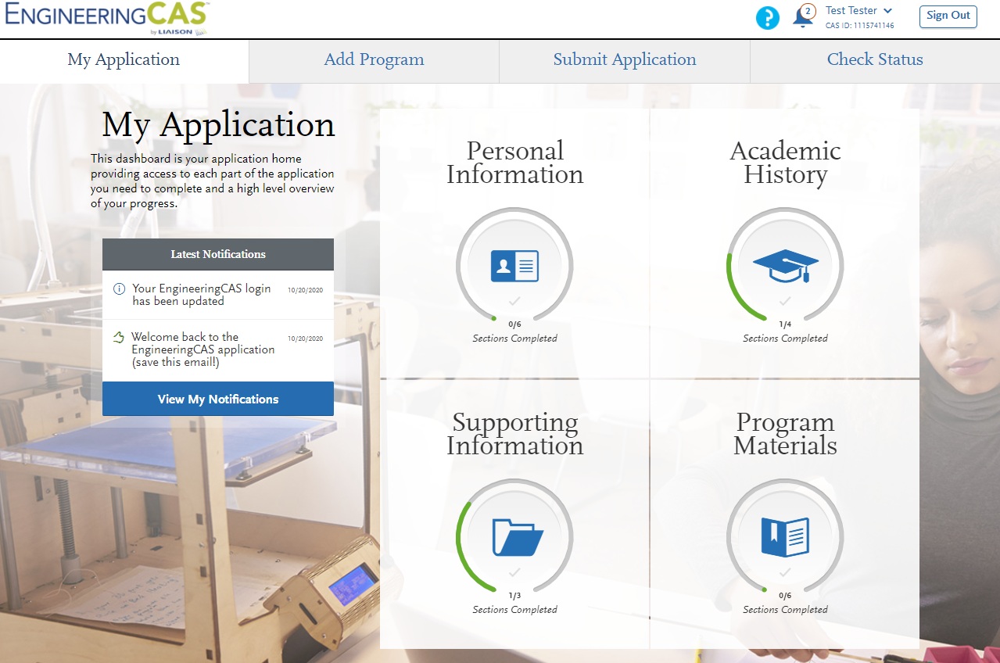 ENGINEERINGCAS™
by LIAISON
?
2
Test Tester
CAS ID: 1115741146
Sign Out
My Application
Add Program
Submit Application
Check Status
My Application
This dashboard is your application home
providing access to each part of the application
you need to complete and a high level overview
of your progress.
Latest Notifications
Your EngineeringCAS login
has been updated
10/20/2020
Welcome back to the
EngineeringCAS application
(save this email!)
10/20/2020
View My Notifications
Personal
Information
0/6
Sections Completed
Academic
History
1/4
Sections Completed
Supporting
Information
1/3
Sections Completed
Program
Materials
0/6
Sections Completed